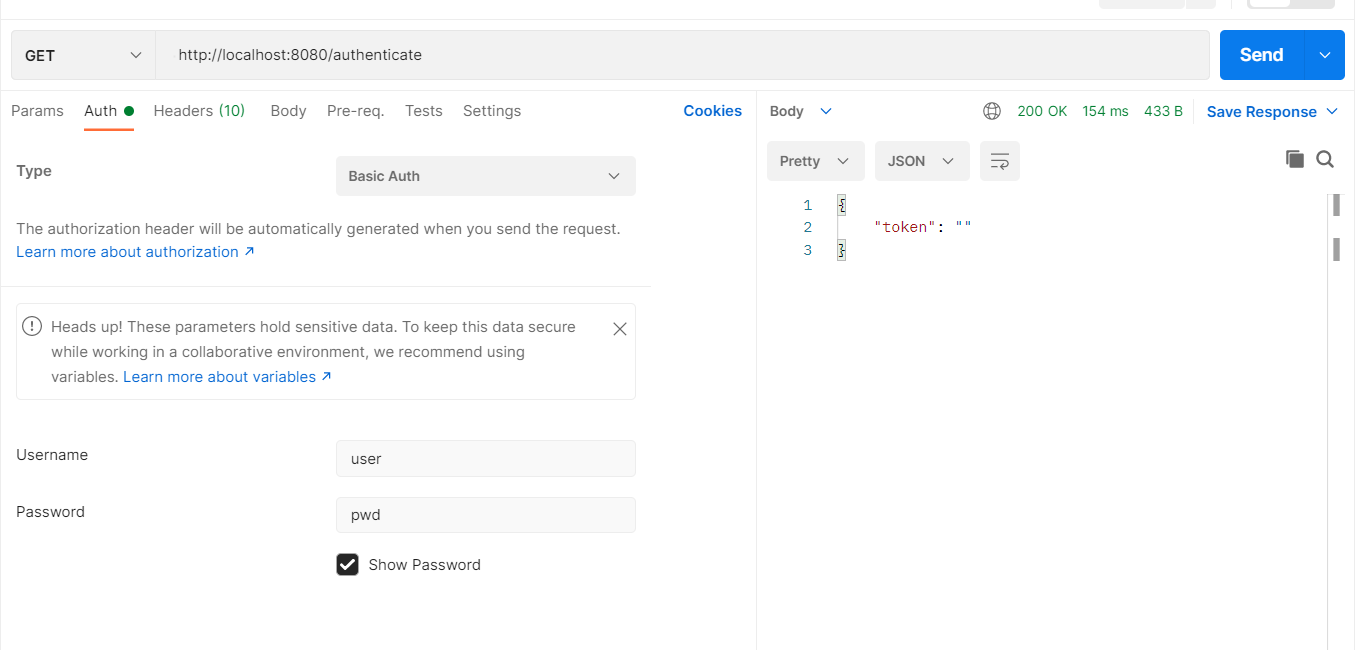 GET
http://localhost:8080/authenticate
Send
Params Auth Headers (10) Body Pre-req. Tests Settings Cookies
Type
Basic Auth
The authorization header will be automatically generated when you send the request.
Learn more about authorization ↗
Heads up! These parameters hold sensitive data. To keep this data secure
while working in a collaborative environment, we recommend using
variables. Learn more about variables ↗
Username
user
Password
pwd
Show Password
Body 200 OK 154 ms 433 B Save Response
Pretty JSON
1 {
2 "token": ""
3 }